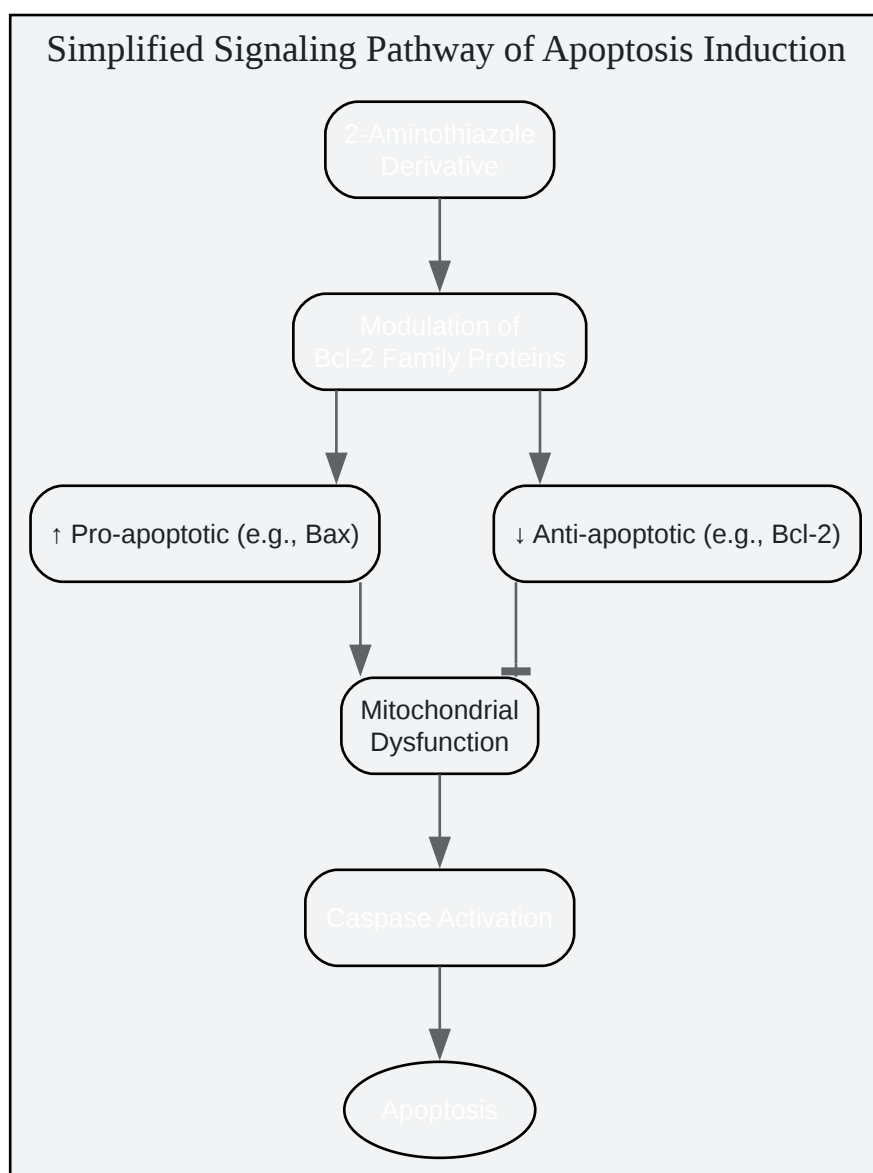 Simplified Signaling Pathway of Apoptosis Induction
2-Aminothiazole
Derivative
Modulation of
Bcl-2 Family Proteins
↑ Pro-apoptotic (e.g., Bax)
↓ Anti-apoptotic (e.g., Bcl-2)
Mitochondrial
Dysfunction
Caspase Activation
Apoptosis